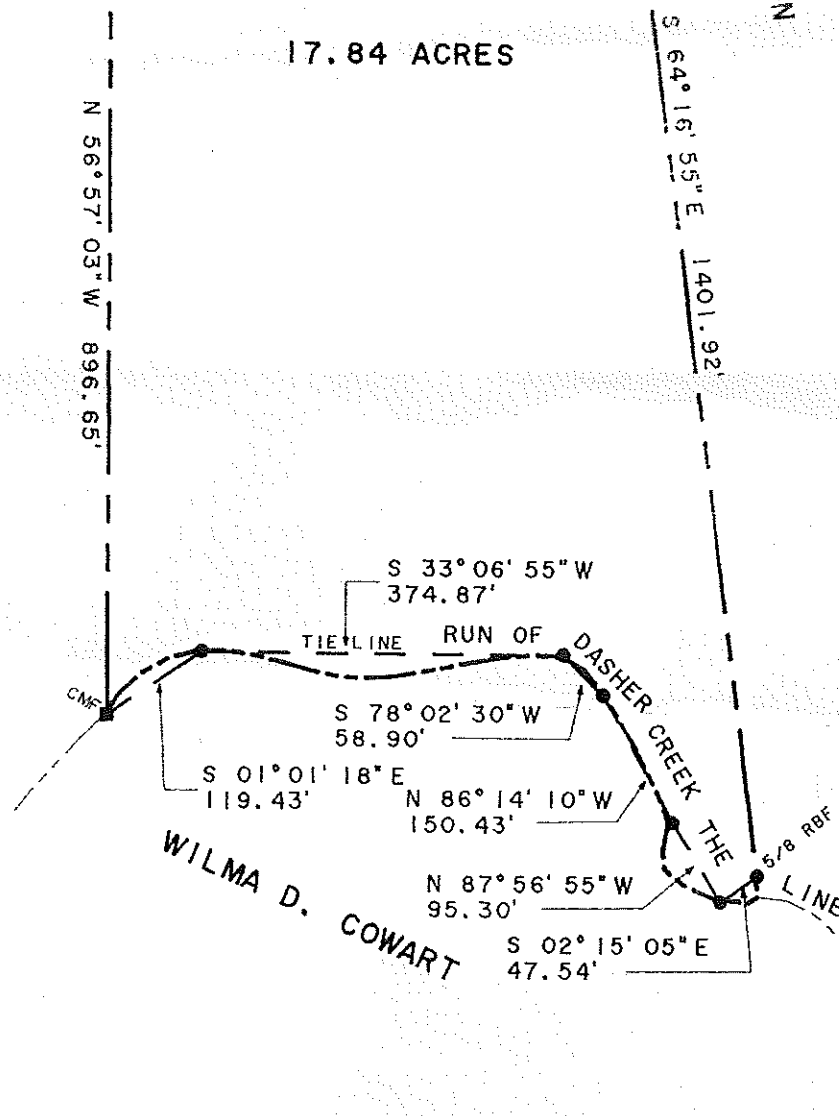 N
17.84 ACRES
S 64° 16' 55" E 1401.92'
N 56° 57' 03" W 896.65'
S 33° 06' 55" W
374.87'
TIE LINE RUN OF DASHER CREEK THE LINE
CMF
S 78° 02' 30" W
58.90'
S 01° 01' 18" E
119.43'
N 86° 14' 10" W
150.43'
5/8 RBF
WILMA D. COWART
N 87° 56' 55" W
95.30'
S 02° 15' 05" E
47.54'